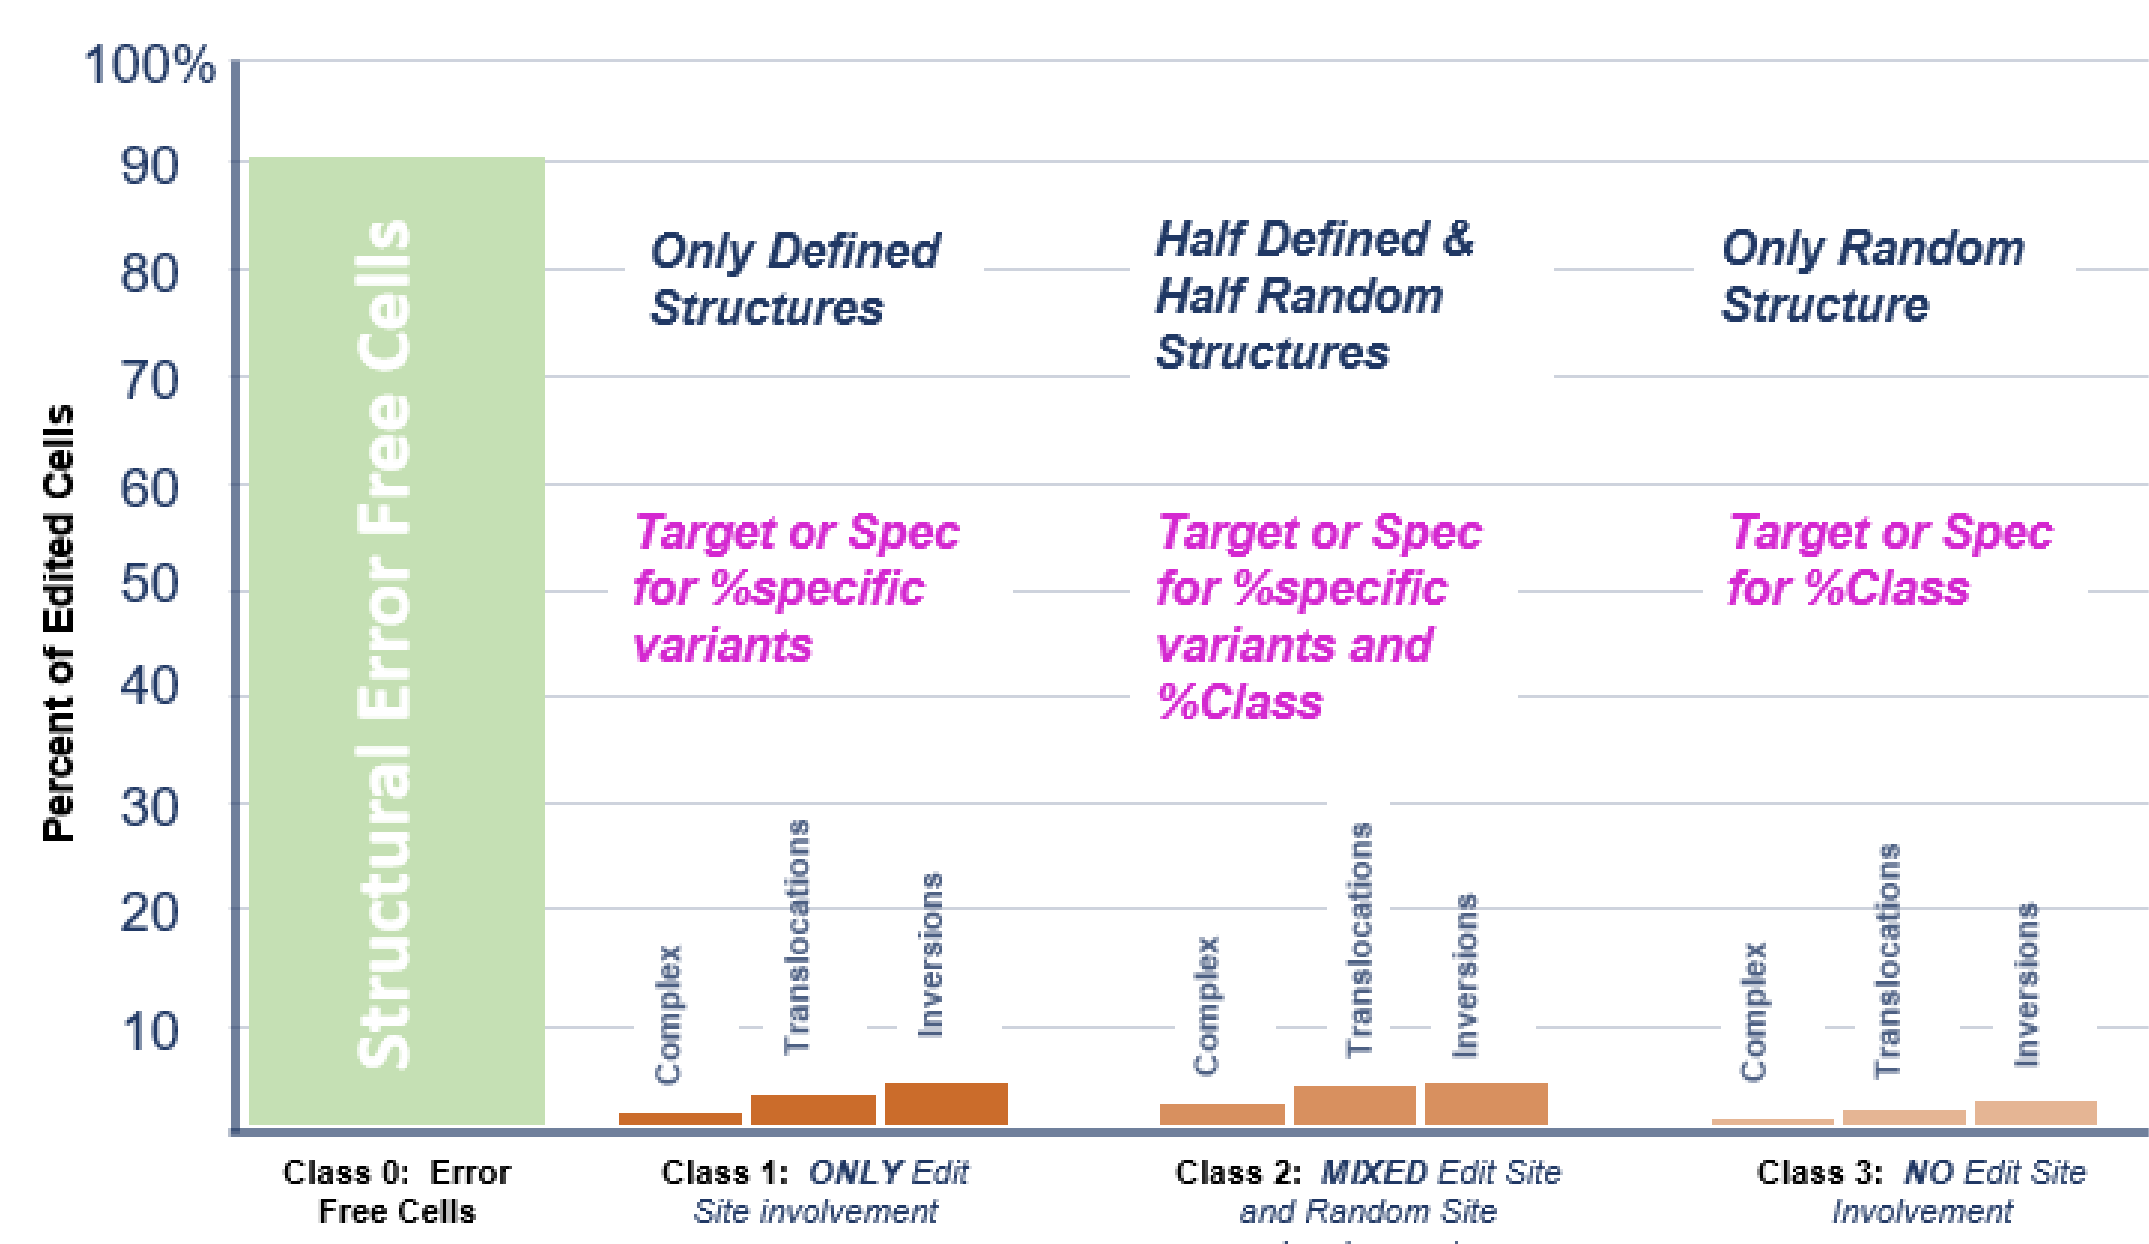 100%
90
80
70
60
50
40
30
20
10
Percent of Edited Cells
Structural Error Free Cells
Only Defined
Structures
Half Defined &
Half Random
Structures
Only Random
Structure
Target or Spec
for %specific
variants
Target or Spec
for %specific
variants and
%Class
Target or Spec
for %Class
Complex
Translocations
Inversions
Complex
Translocations
Inversions
Complex
Translocations
Inversions
Class 0: Error
Free Cells
Class 1: ONLY Edit
Site involvement
Class 2: MIXED Edit Site
and Random Site
Class 3: NO Edit Site
Involvement